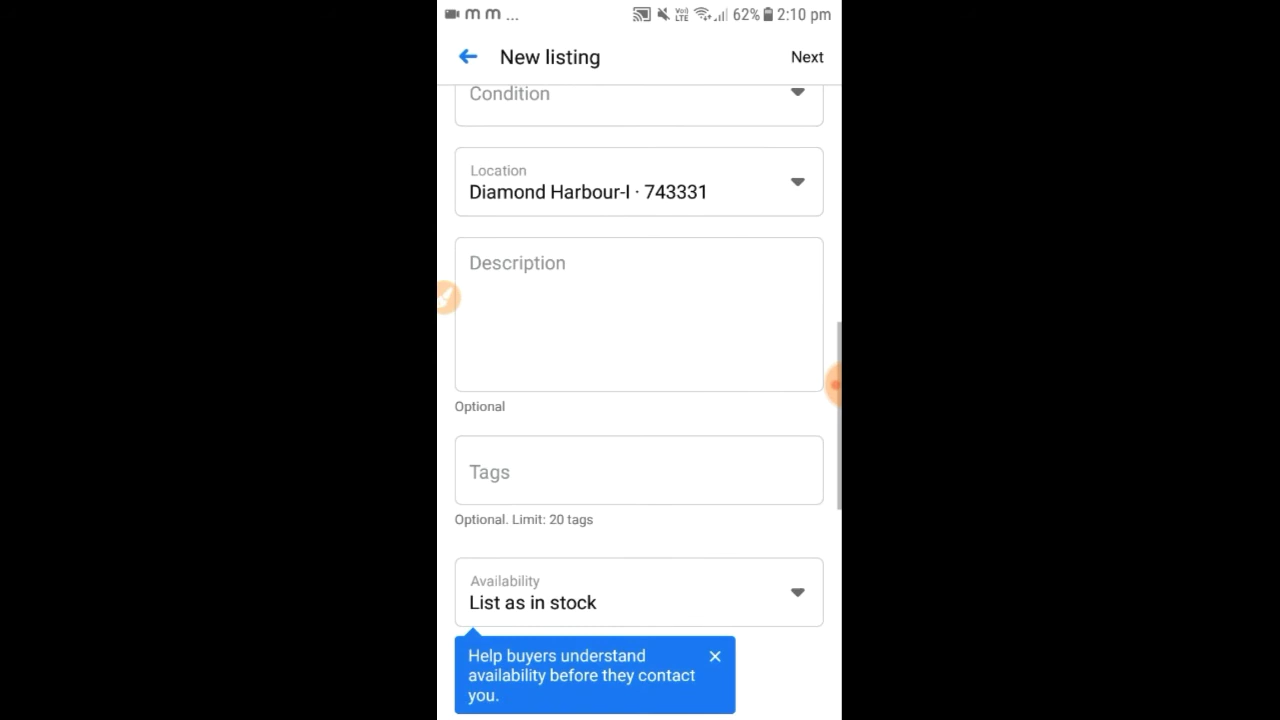 ... 62% 2:10 pm
New listing Next
Condition
Location
Diamond Harbour-I · 743331
Description
Optional
Tags
Optional. Limit: 20 tags
Availability
List as in stock
Help buyers understand
availability before they contact
you.